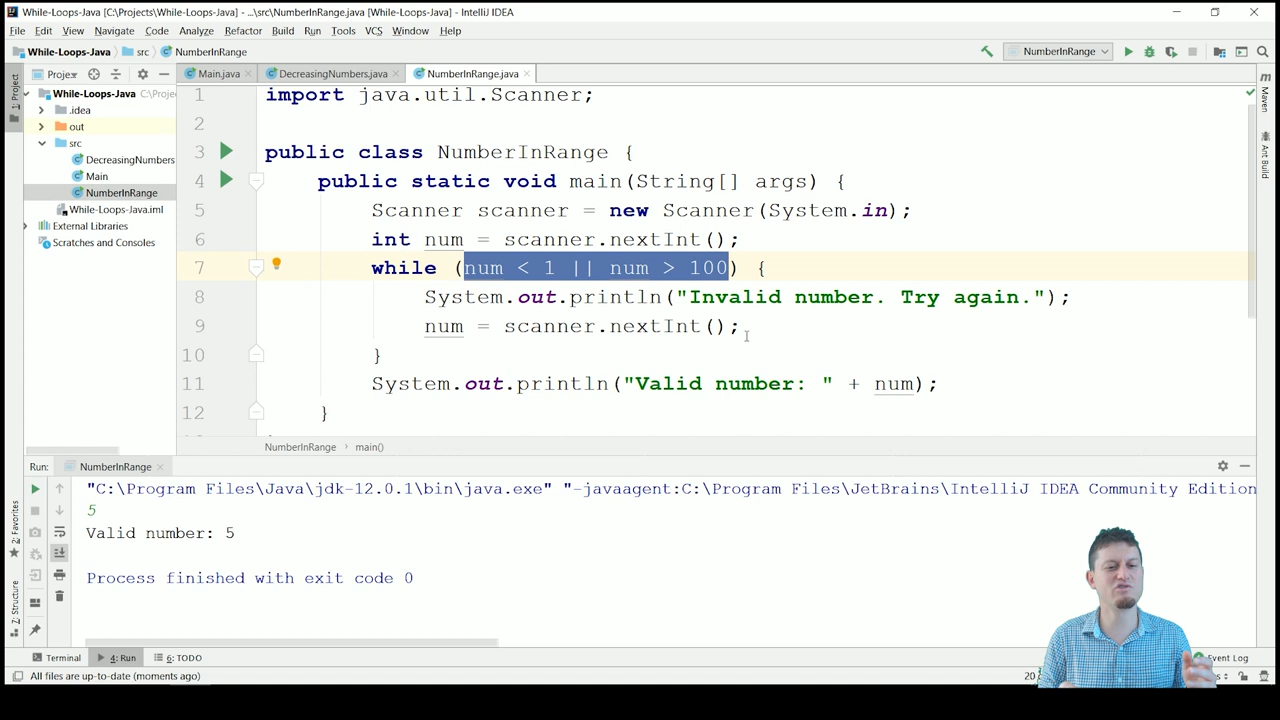 While-Loops-Java [C:\Projects\While-Loops-Java] - ...\src\NumberInRange.java [While-Loops-Java] - IntelliJ IDEA
File Edit View Navigate Code Analyze Refactor Build Run Tools VCS Window Help
While-Loops-Java src NumberInRange
NumberInRange
1: Project
Projec
Main.java
DecreasingNumbers.java
NumberInRange.java
While-Loops-Java C:\Projec
.idea
out
src
DecreasingNumbers
Main
NumberInRange
While-Loops-Java.iml
External Libraries
Scratches and Consoles
1 import java.util.Scanner;
2
3 public class NumberInRange {
4 public static void main(String[] args) {
5 Scanner scanner = new Scanner(System.in);
6 int num = scanner.nextInt();
7 while (num < 1 || num > 100) {
8 System.out.println("Invalid number. Try again.");
9 num = scanner.nextInt();
10 }
11 System.out.println("Valid number: " + num);
12 }
NumberInRange main()
Maven
Ant Build
Run: NumberInRange
"C:\Program Files\Java\jdk-12.0.1\bin\java.exe" "-javaagent:C:\Program Files\JetBrains\IntelliJ IDEA Community Edition
5
Valid number: 5
Process finished with exit code 0
2: Favorites
Z: Structure
Terminal 4: Run 6: TODO
Event Log
All files are up-to-date (moments ago)
20